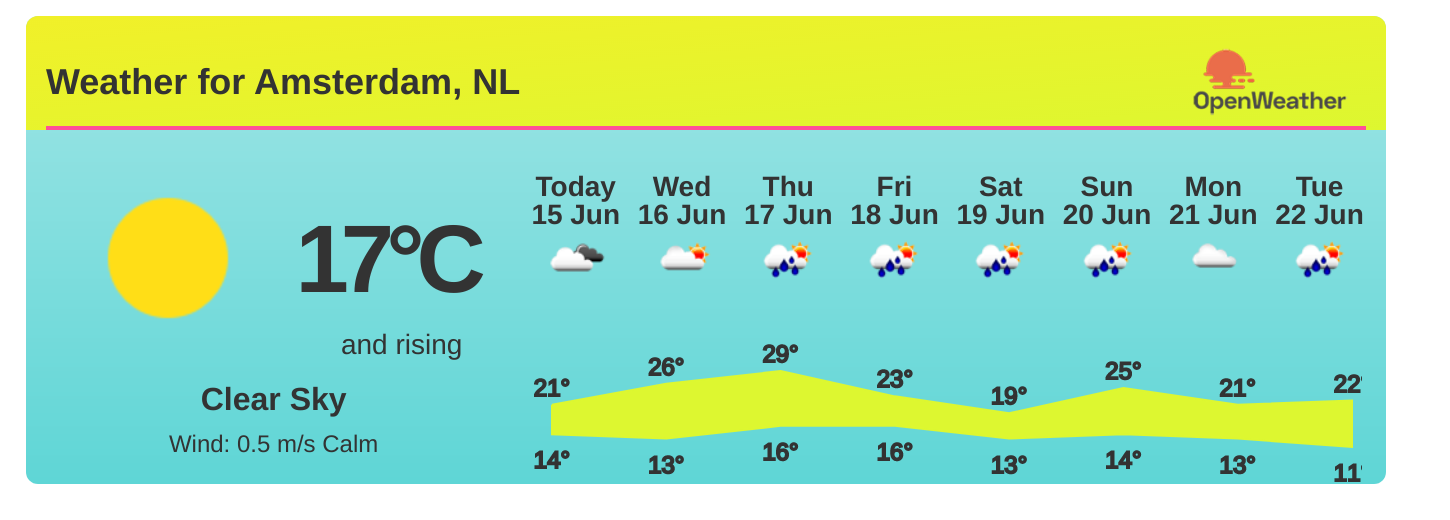 Weather for Amsterdam, NL
OpenWeather
17°C
and rising
Clear Sky
Wind: 0.5 m/s Calm
Today Wed Thu Fri Sat Sun Mon Tue
15 Jun 16 Jun 17 Jun 18 Jun 19 Jun 20 Jun 21 Jun 22 Jun
21° 26° 29° 23° 19° 25° 21° 22°
14° 13° 16° 16° 13° 14° 13° 11°